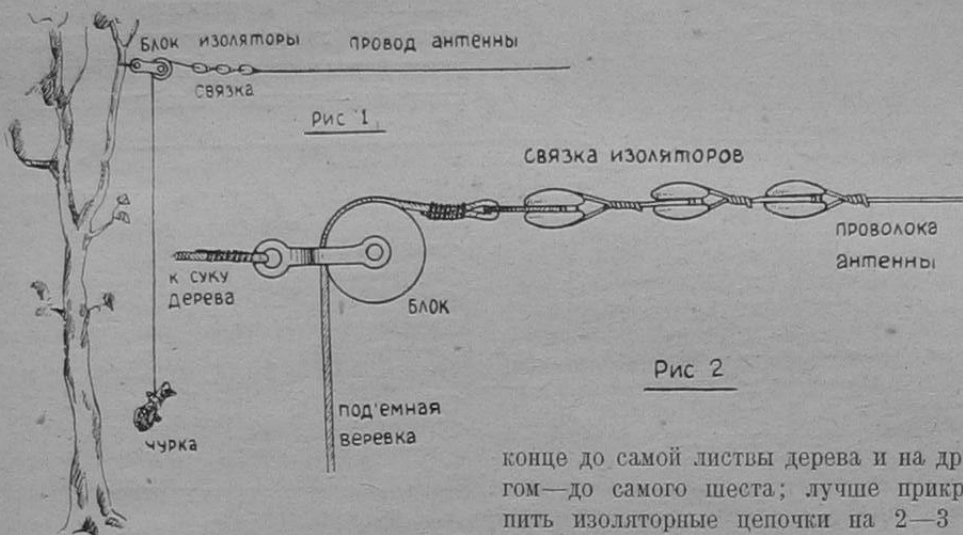 БЛОК ИЗОЛЯТОРЫ ПРОВОД АНТЕННЫ
СВЯЗКА
Рис 1
СВЯЗКА ИЗОЛЯТОРОВ
ПРОВОЛОКА
АНТЕННЫ
К СУКУ
ДЕРЕВА
БЛОК
Рис 2
ПОД'ЕМНАЯ
ВЕРЕВКА
ЧУРКА
конце до самой листвы дерева и на дру
гом—до самого шеста; лучше прикре
пить изоляторные цепочки на 2—3